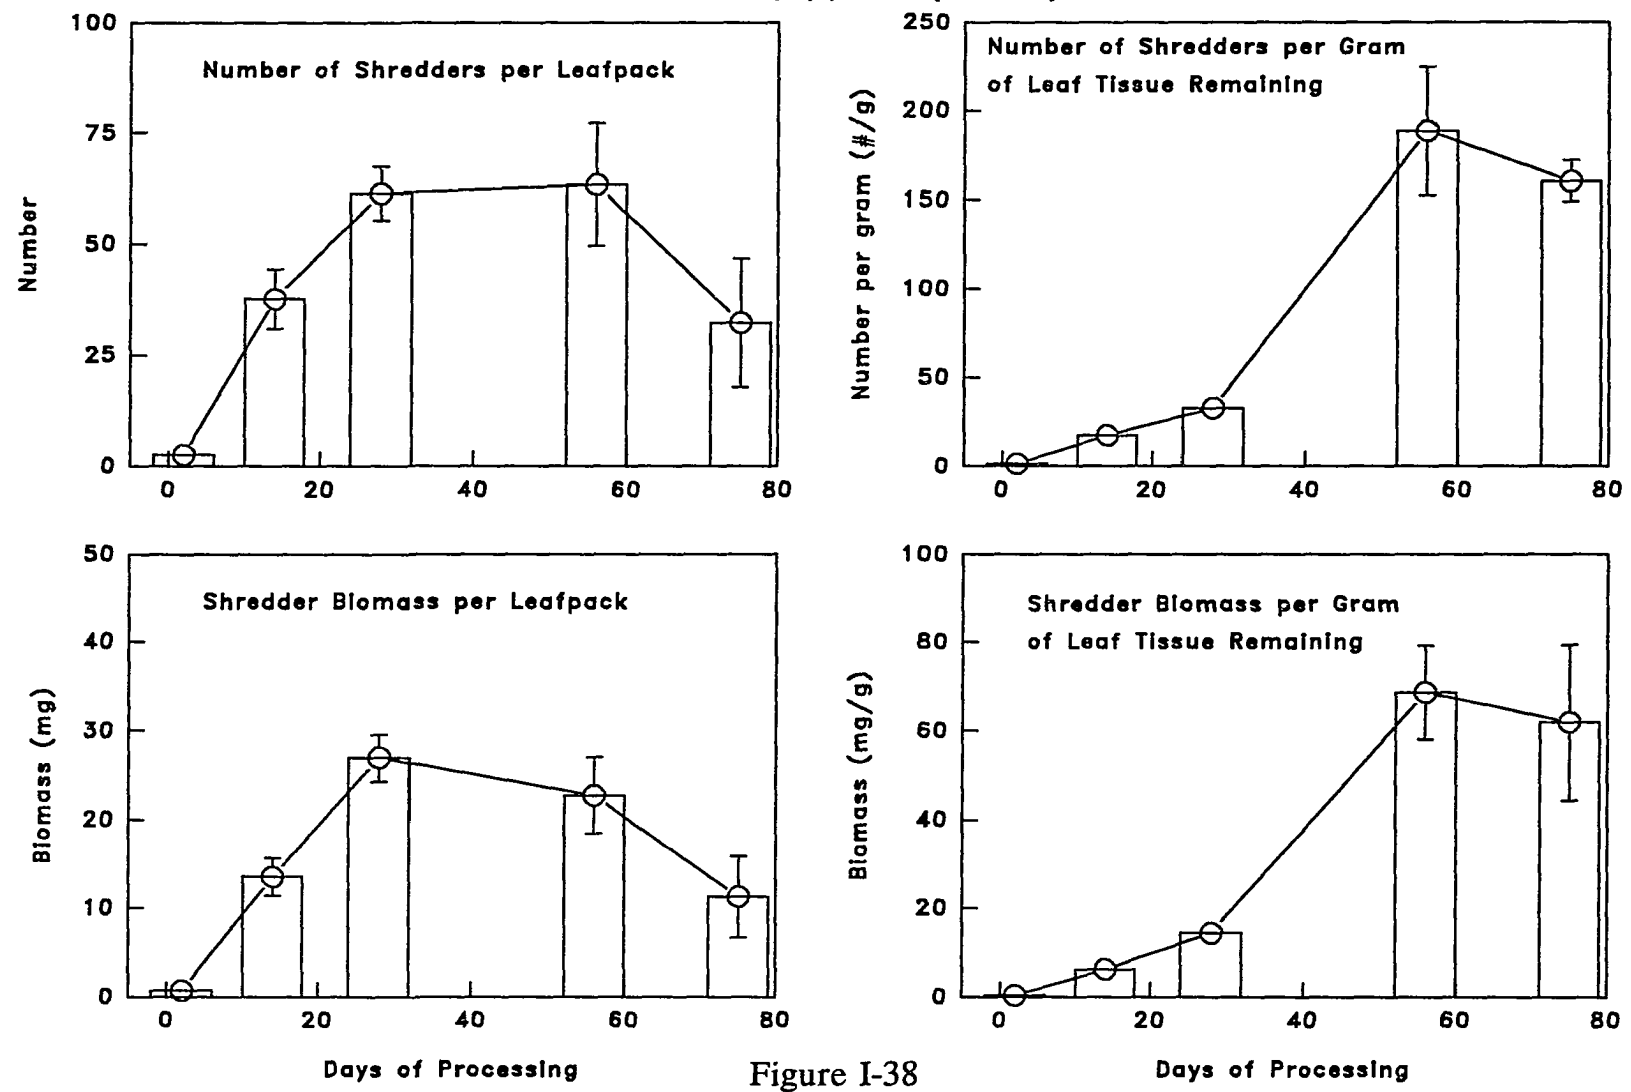 Number of Shredders per Leafpack
Number
100
75
50
25
0
0 20 40 60 80
Number of Shredders per Gram
of Leaf Tissue Remaining
Number per gram (#/g)
250
200
150
100
50
0
0 20 40 60 80
Shredder Biomass per Leafpack
Biomass (mg)
50
40
30
20
10
0
0 20 40 60 80
Days of Processing
Shredder Biomass per Gram
of Leaf Tissue Remaining
Biomass (mg/g)
100
80
60
40
20
0
0 20 40 60 80
Days of Processing
Figure I-38